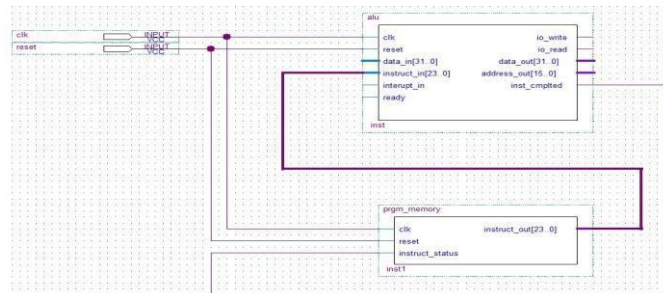 alu
clk INPUT VCC
reset INPUT VCC
clk io_write
reset io_read
data_in[31..0] data_out[31..0]
instruct_in[23..0] address_out[15..0]
interupt_in inst_cmplted
ready
inst
prgm_memory
clk instruct_out[23..0]
reset
instruct_status
inst1